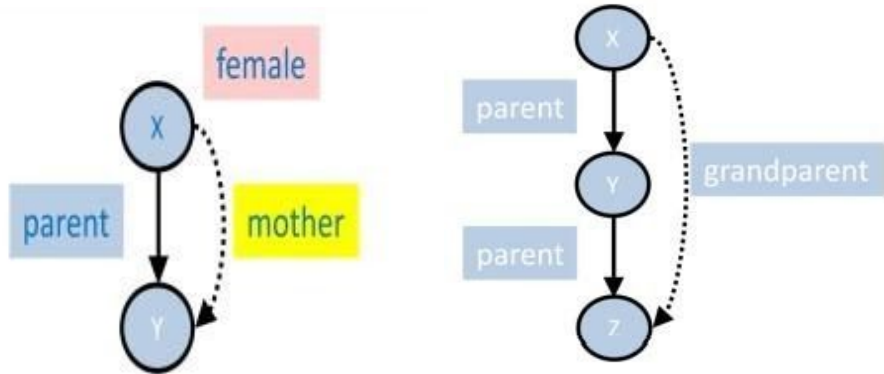 female
X
parent
mother
Y
X
parent
Y
grandparent
parent
Z